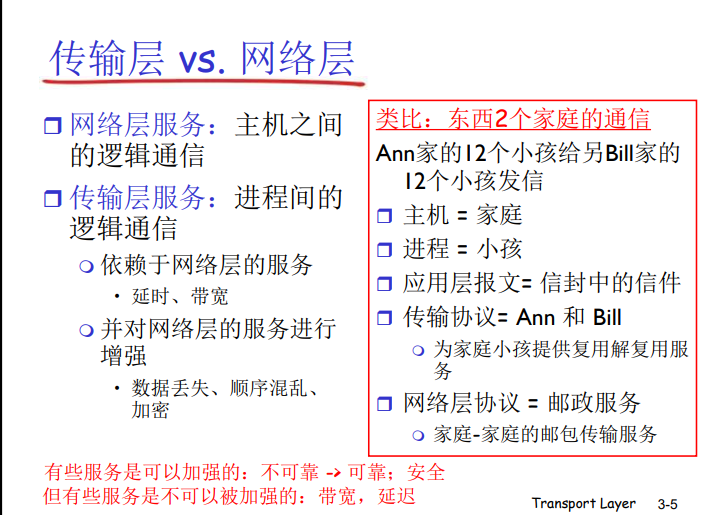 传输层 vs. 网络层
网络层服务：主机之间
的逻辑通信
传输层服务：进程间的
逻辑通信
依赖于网络层的服务
延时、带宽
并对网络层的服务进行
增强
数据丢失、顺序混乱、
加密
类比：东西2个家庭的通信
Ann家的12个小孩给另Bill家的
12个小孩发信
主机 = 家庭
进程 = 小孩
应用层报文= 信封中的信件
传输协议= Ann 和 Bill
为家庭小孩提供复用解复用服
务
网络层协议 = 邮政服务
家庭-家庭的邮包传输服务
有些服务是可以加强的：不可靠 -> 可靠；安全
但有些服务是不可以被加强的：带宽，延迟
Transport Layer 3-5